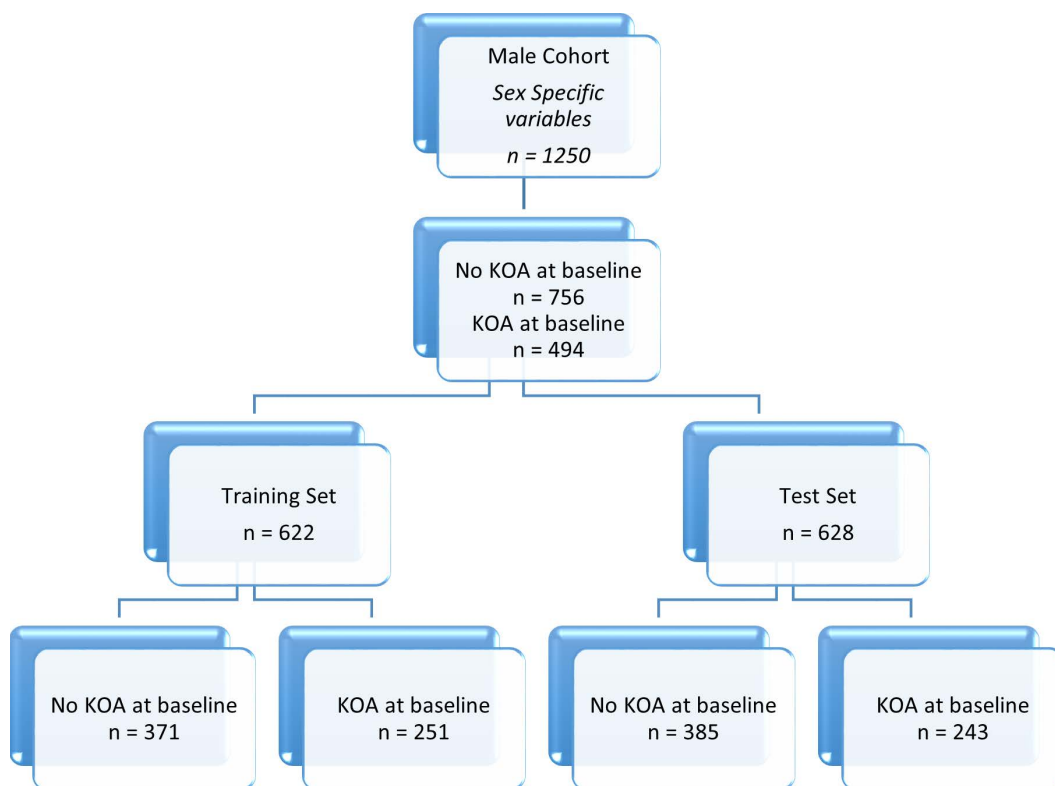 Male Cohort
Sex Specific
variables
n = 1250
No KOA at baseline
n = 756
KOA at baseline
n = 494
Training Set
n = 622
Test Set
n = 628
No KOA at baseline
n = 371
KOA at baseline
n = 251
No KOA at baseline
n = 385
KOA at baseline
n = 243